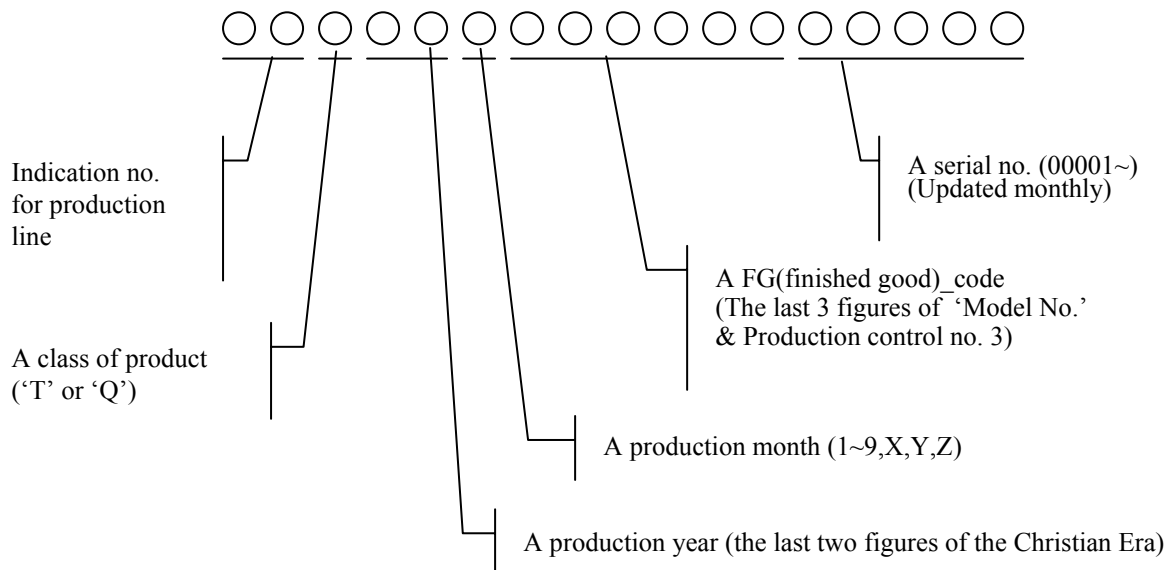 Indication no.
for production
line
A class of product
(‘T’ or ‘Q’)
A serial no. (00001~)
(Updated monthly)
A FG(finished good)_code
(The last 3 figures of ‘Model No.’
& Production control no. 3)
A production month (1~9,X,Y,Z)
A production year (the last two figures of the Christian Era)